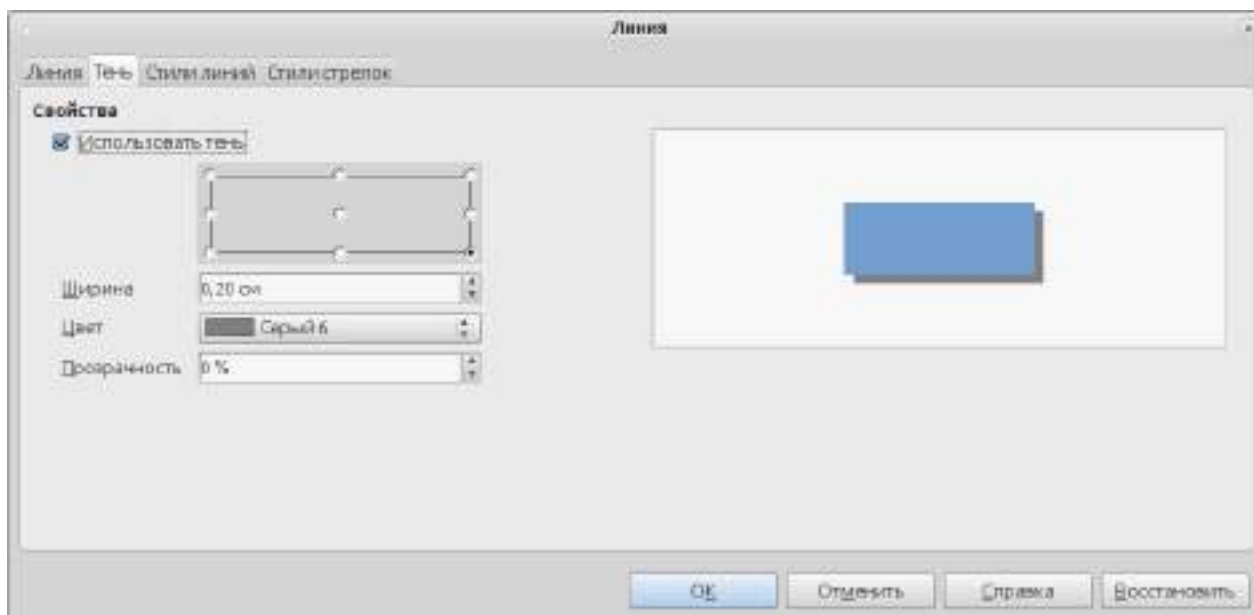 Линия
Линия Тень Стили линий Стили стрелок
Свойства
Использовать тень
Ширина 0,20 см
Цвет Серый 6
Прозрачность 0 %
OK Отменить Справка Восстановить